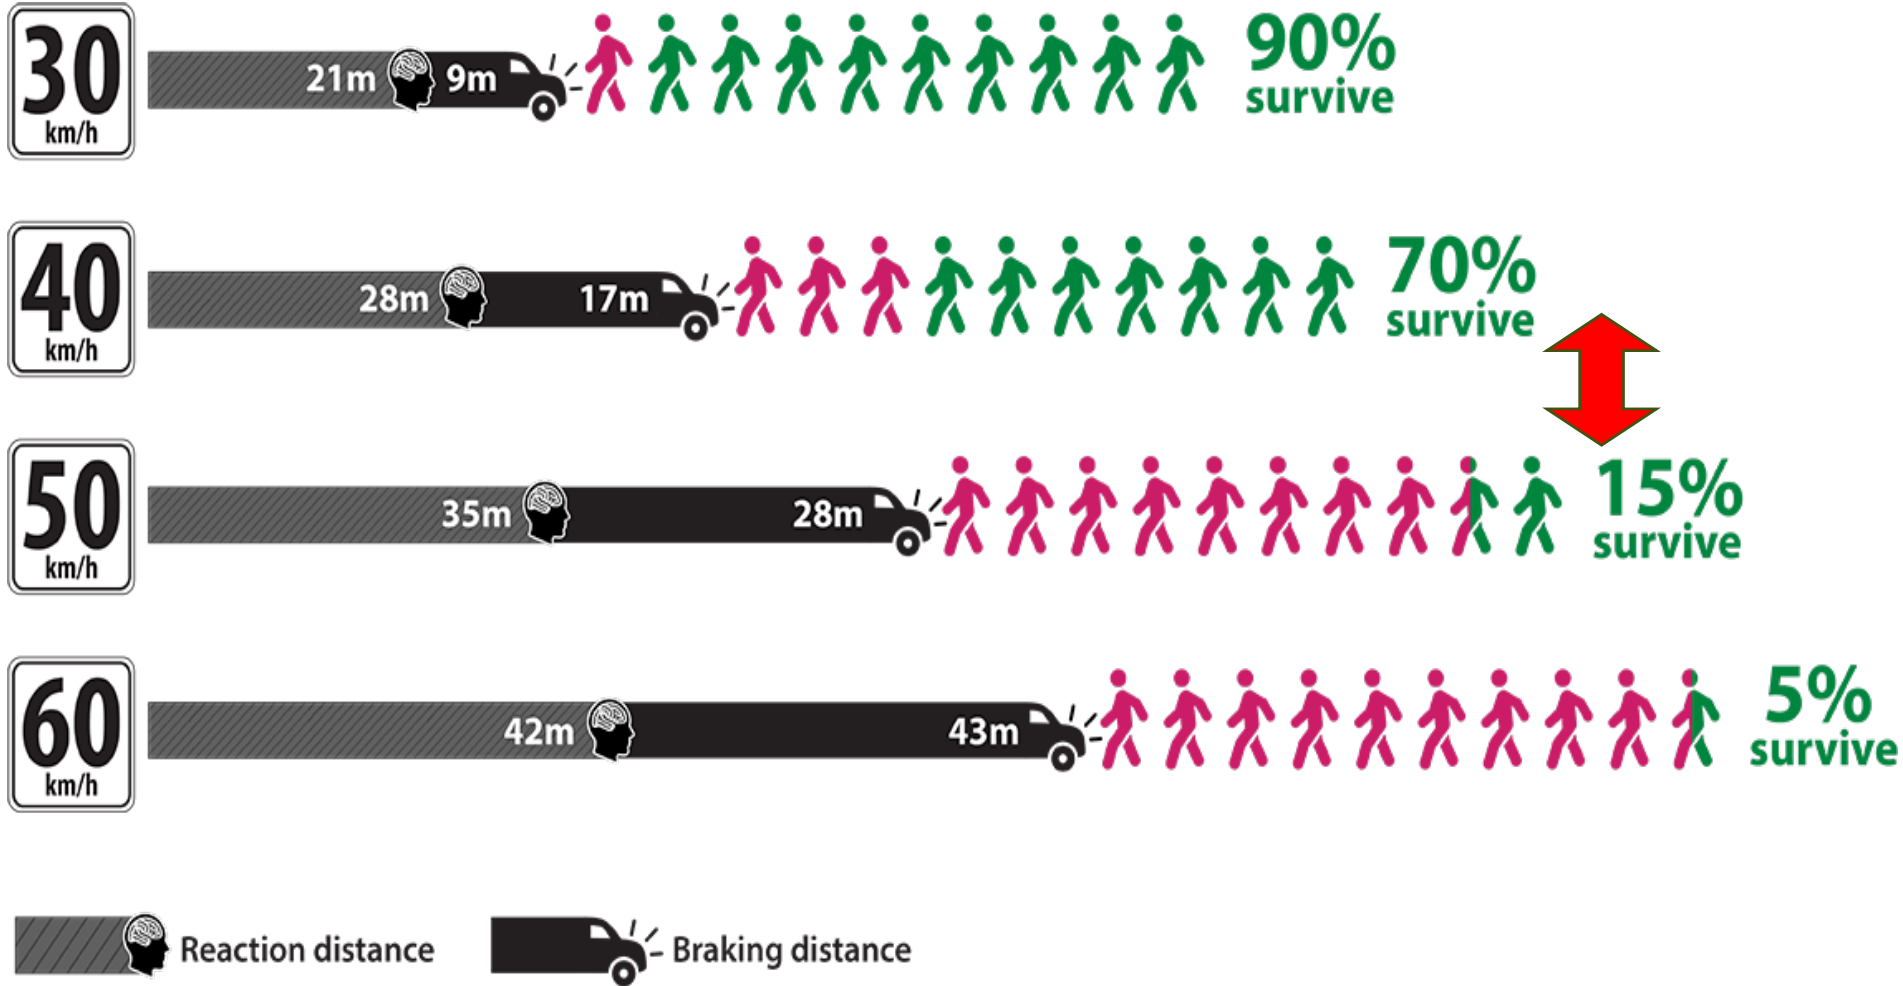 30
km/h
21m 9m
90%
survive
40
km/h
28m 17m
70%
survive
50
km/h
35m 28m
15%
survive
60
km/h
42m 43m
5%
survive
Reaction distance Braking distance